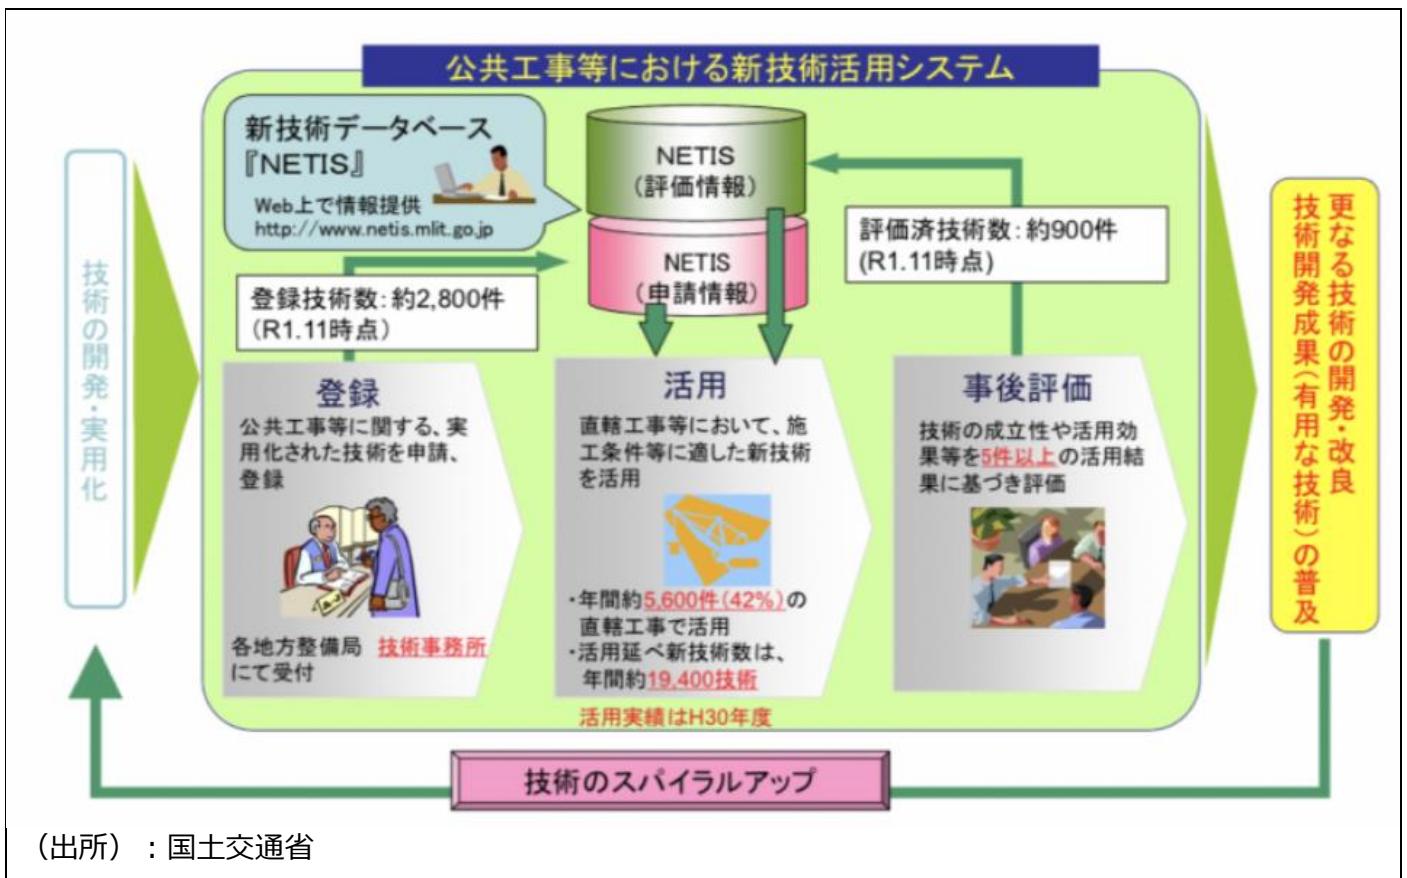 公共工事等における新技術活用システム
技術の開発・実用化
新技術データベース
『NETIS』
Web上で情報提供
http://www.netis.mlit.go.jp
NETIS
(評価情報)
NETIS
(申請情報)
登録技術数：約2,800件
(R1.11時点)
評価済技術数：約900件
(R1.11時点)
登録
公共工事等に関する、実
用化された技術を申請、
登録
各地方整備局　技術事務所
にて受付
活用
直轄工事等において、施
工条件等に適した新技術
を活用
・年間約5,600件(42%)の
直轄工事で活用
・活用延べ新技術数は、
年間約19,400技術
活用実績はH30年度
事後評価
技術の成立性や活用効
果等を5件以上の活用結
果に基づき評価
更なる技術の開発・改良
技術開発成果(有用な技術)の普及
技術のスパイラルアップ
（出所）：国土交通省